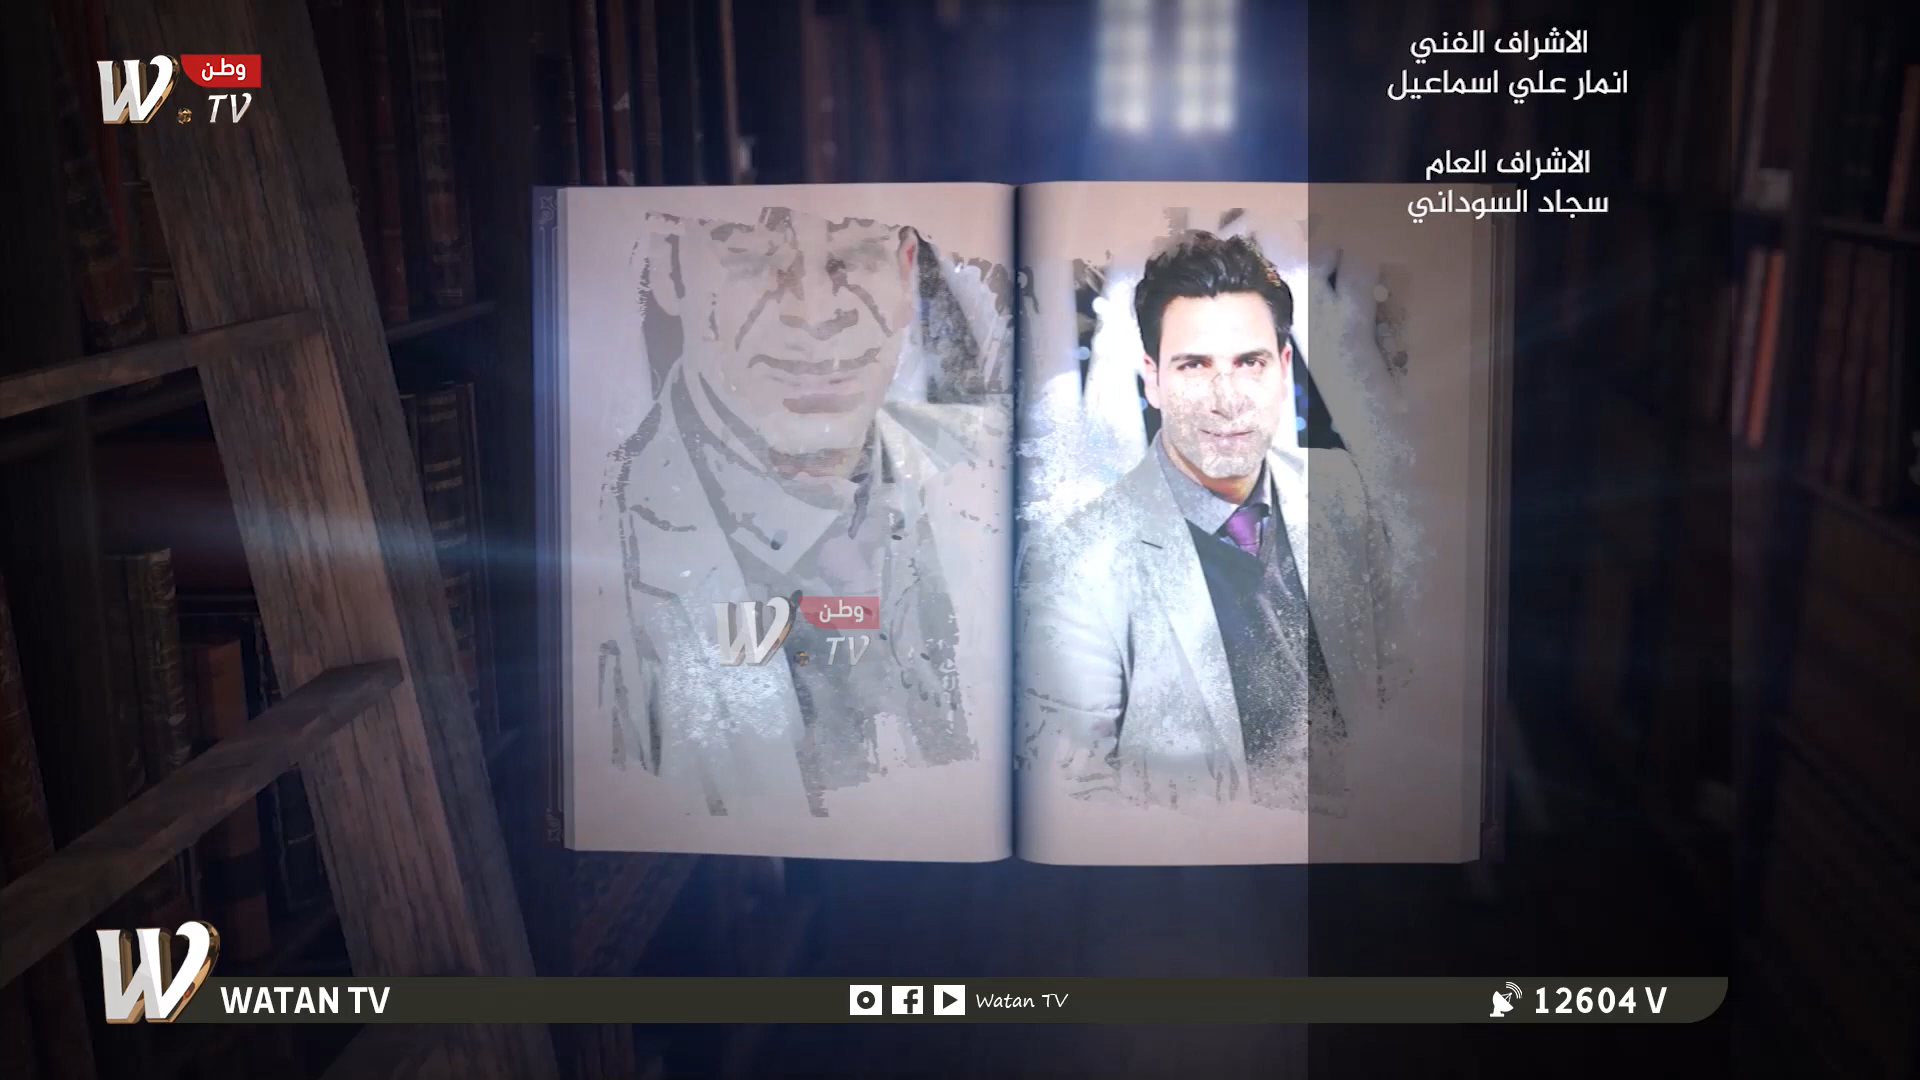 وطن
TV
الاشراف الفني
انمار علي اسماعيل
الاشراف العام
سجاد السوداني
وطن
TV
WATAN TV
Watan TV
12604 V